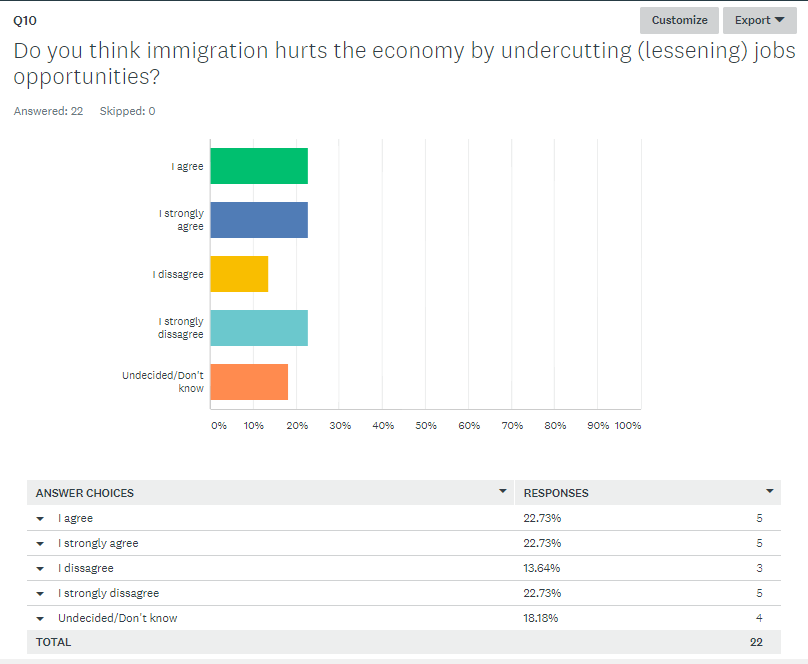 Q10
Customize
Export
Do you think immigration hurts the economy by undercutting (lessening) jobs
opportunities?
Answered: 22 Skipped: 0
I agree
I strongly
agree
I dissagree
I strongly
dissagree
Undecided/Don't
know
0% 10% 20% 30% 40% 50% 60% 70% 80% 90% 100%
ANSWER CHOICES RESPONSES
I agree 22.73% 5
I strongly agree 22.73% 5
I dissagree 13.64% 3
I strongly dissagree 22.73% 5
Undecided/Don't know 18.18% 4
TOTAL 22